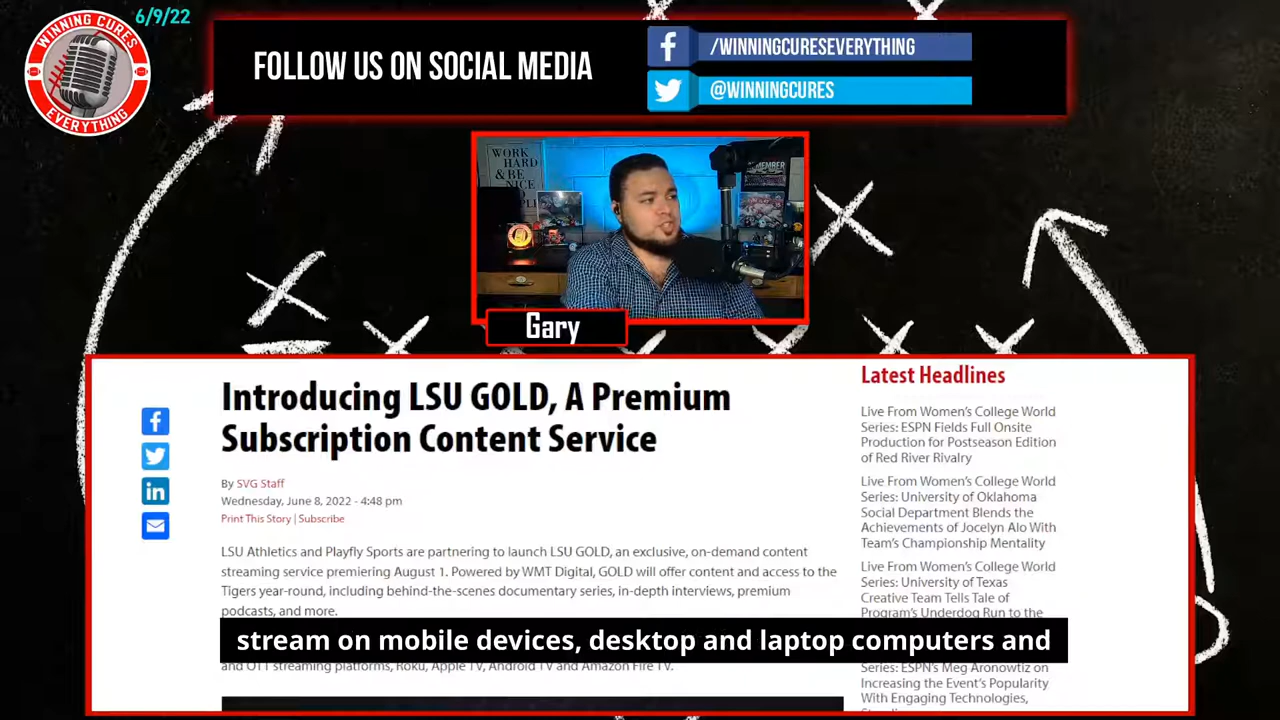 6/9/22
WINNING CURES
EVERYTHING
FOLLOW US ON SOCIAL MEDIA
/WINNINGCURESEVERYTHING
@WINNINGCURES
WORK
HARD
& BE
NICE
Gary
Introducing LSU GOLD, A Premium
Subscription Content Service
By SVG Staff
Wednesday, June 8, 2022 - 4:48 pm
Print This Story | Subscribe
LSU Athletics and Playfly Sports are partnering to launch LSU GOLD, an exclusive, on-demand content
streaming service premiering August 1. Powered by WMT Digital, GOLD will offer content and access to the
Tigers year-round, including behind-the-scenes documentary series, in-depth interviews, premium
podcasts, and more.
stream on mobile devices, desktop and laptop computers and
and OTT streaming platforms, Roku, Apple TV, Android TV and Amazon Fire TV.
Latest Headlines
Live From Women's College World
Series: ESPN Fields Full Onsite
Production for Postseason Edition
of Red River Rivalry
Live From Women's College World
Series: University of Oklahoma
Social Department Blends the
Achievements of Jocelyn Alo With
Team's Championship Mentality
Live From Women's College World
Series: University of Texas
Creative Team Tells Tale of
Program's Underdog Run to the
Series: ESPN's Meg Aronowitz on
Increasing the Event's Popularity
With Engaging Technologies,